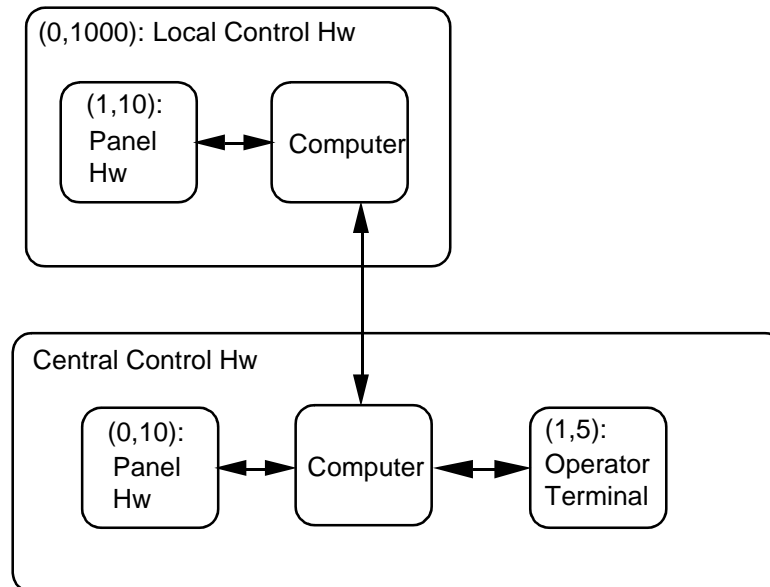 (0,1000): Local Control Hw
(1,10):
Panel
Hw
Computer
Central Control Hw
(0,10):
Panel
Hw
Computer
(1,5):
Operator
Terminal